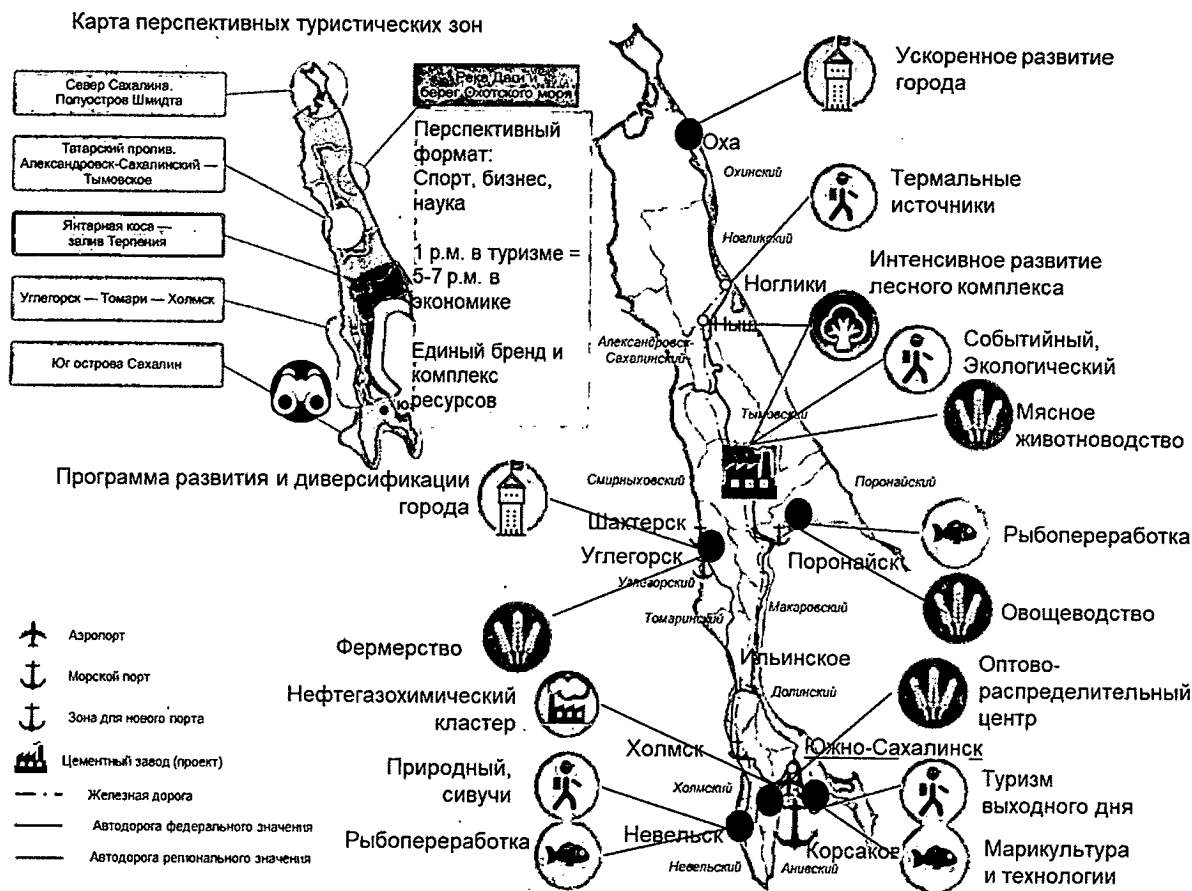 Карта перспективных туристических зон
Север Сахалина.
Полуостров Шмидта
Татарский пролив.
Александровск-Сахалинский —
Тымовское
Янтарная коса —
залив Терпения
Углегорск — Томари — Холмск
Юг острова Сахалин
Река Даги и
берег Охотского моря
Перспективный
формат:
Спорт, бизнес,
наука
1 р.м. в туризме =
5-7 р.м. в
экономике
Единый бренд и
комплекс
ресурсов
Ю
Ускоренное развитие
города
Оха
Охинский
Термальные
источники
Ногликский
Ноглики
Интенсивное развитие
лесного комплекса
Ныш
Александровск-
Сахалинский
Событийный,
Экологический
Тымовский
Мясное
животноводство
Программа развития и диверсификации
города
Смирныховский
Поронайский
Шахтерск
Углегорск
Углегорский
Поронайск
Рыбопереработка
Овощеводство
Томаринский
Макаровский
Фермерство
Ильинское
Оптово-
распределительный
центр
Долинский
Нефтегазохимический
кластер
Холмск
Южно-Сахалинск
Природный,
сивучи
Холмский
Туризм
выходного дня
Рыбопереработка
Невельск
Корсаков
Невельский
Анивский
Марикультура
и технологии
Аэропорт
Морской порт
Зона для нового порта
Цементный завод (проект)
Железная дорога
Автодорога федерального значения
Автодорога регионального значения